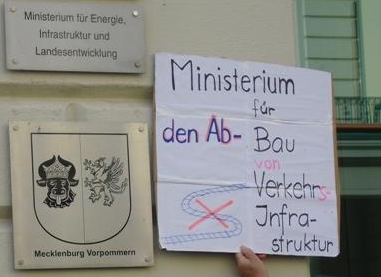 Ministerium für Energie,
Infrastruktur und
Landesentwicklung
Mecklenburg Vorpommern
Ministerium
für
den Ab- Bau
von
Verkehrs-
Infra-
struktur